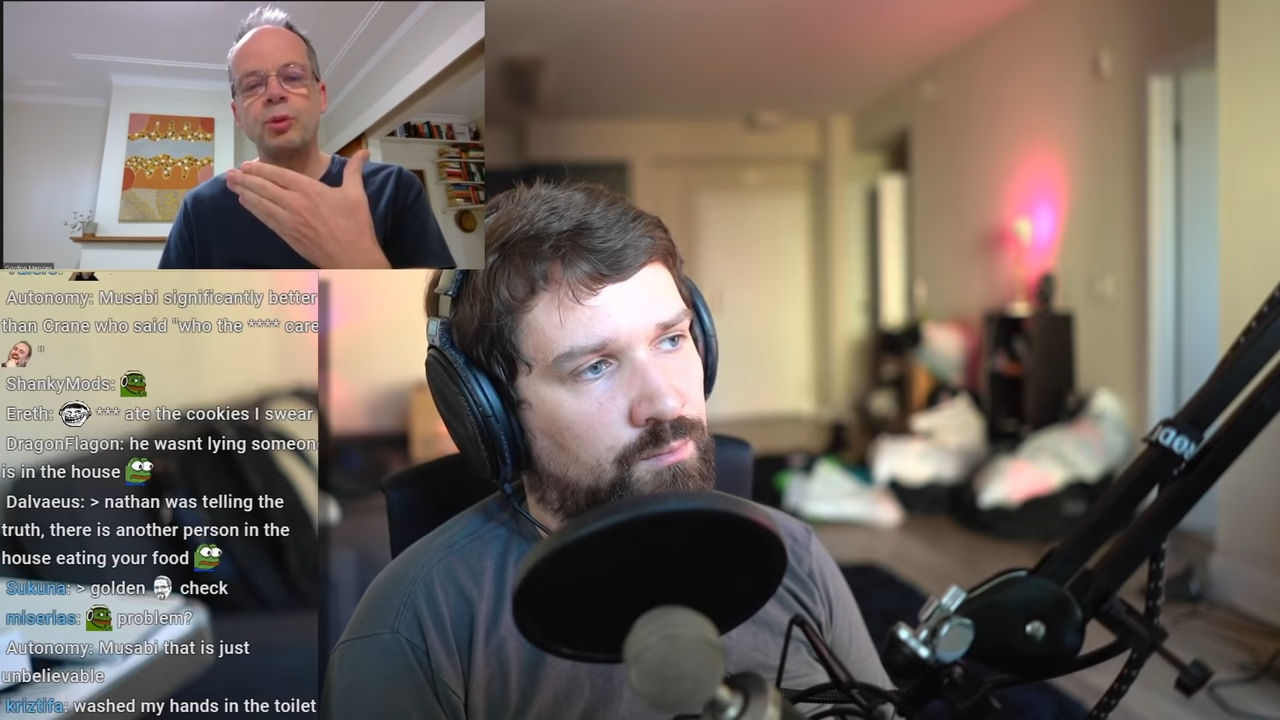 Autonomy: Musabi significantly better
than Crane who said "who the **** care
"
ShankyMods:
Ereth: *** ate the cookies I swear
DragonFlagon: he wasnt lying someon
is in the house
Dalvaeus: > nathan was telling the
truth, there is another person in the
house eating your food
Sukuna: > golden check
miserias: problem?
Autonomy: Musabi that is just
unbelievable
kriztifa: washed my hands in the toilet